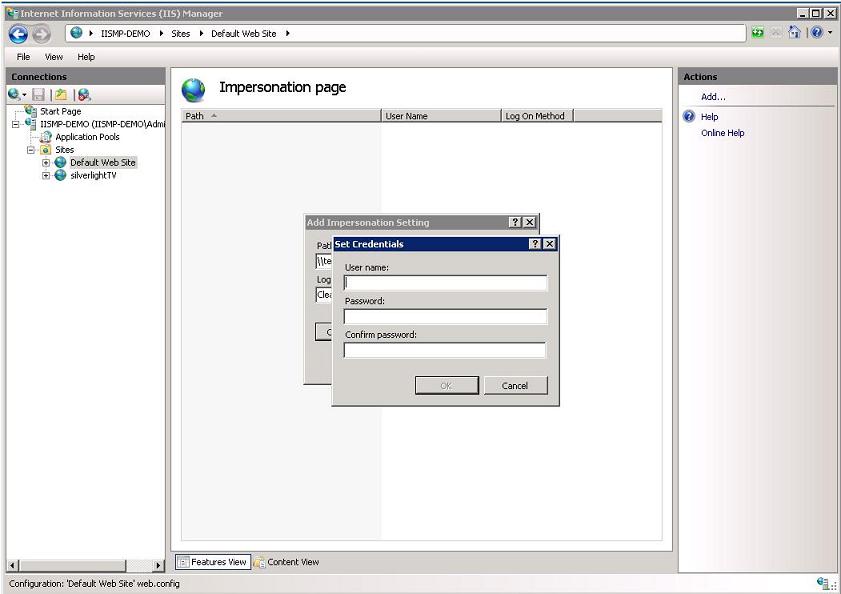 Internet Information Services (IIS) Manager
IISMP-DEMO Sites Default Web Site
File View Help
Connections
Start Page
IISMP-DEMO (IISMP-DEMO\Admi
Application Pools
Sites
Default Web Site
silverlightTV
Impersonation page
Path User Name Log On Method
Add Impersonation Setting
Path
\\te
Log
Clea
Set Credentials
User name:
Password:
Confirm password:
OK Cancel
Actions
Add...
Help
Online Help
Features View Content View
Configuration: 'Default Web Site' web.config